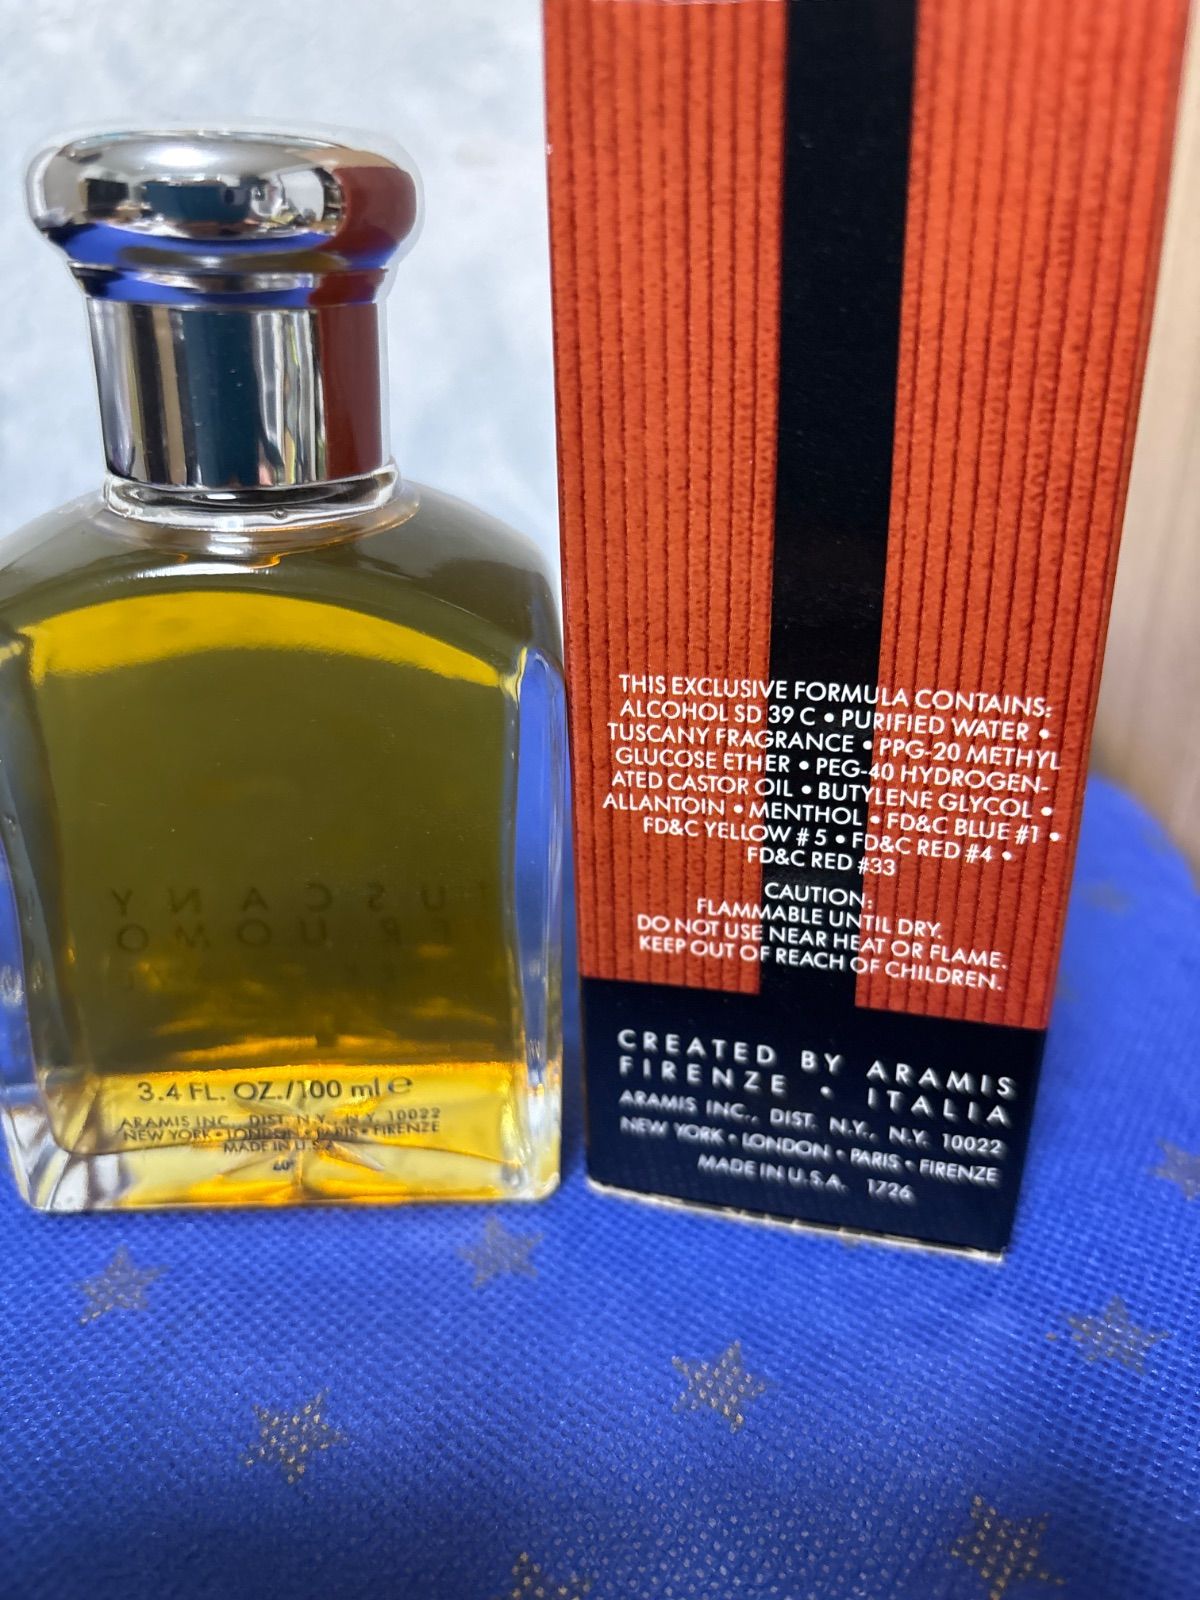 TUSCANY
PER UOMO
3.4 FL. OZ./100 ml ℮
ARAMIS INC., DIST. N.Y., N.Y. 10022
NEW YORK • LONDON • PARIS • FIRENZE
MADE IN U.S.A.
THIS EXCLUSIVE FORMULA CONTAINS:
ALCOHOL SD 39 C • PURIFIED WATER •
TUSCANY FRAGRANCE • PPG-20 METHYL
GLUCOSE ETHER • PEG-40 HYDROGEN-
ATED CASTOR OIL • BUTYLENE GLYCOL •
ALLANTOIN • MENTHOL • FD&C BLUE #1 •
FD&C YELLOW # 5 • FD&C RED #4 •
FD&C RED #33
CAUTION:
FLAMMABLE UNTIL DRY.
DO NOT USE NEAR HEAT OR FLAME.
KEEP OUT OF REACH OF CHILDREN.
CREATED BY ARAMIS
FIRENZE • ITALIA
ARAMIS INC., DIST. N.Y., N.Y. 10022
NEW YORK • LONDON • PARIS • FIRENZE
MADE IN U.S.A. 1726